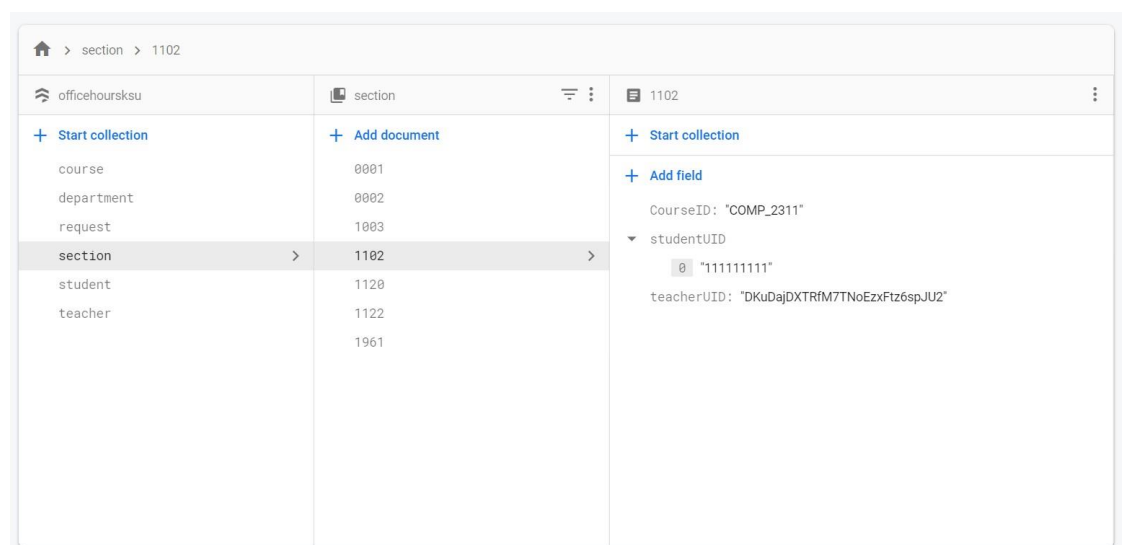 section > 1102
officehoursksu
Start collection
course
department
request
section
student
teacher
section
Add document
0001
0002
1003
1102
1120
1122
1961
1102
Start collection
Add field
CourseID: "COMP_2311"
studentUID
0 "111111111"
teacherUID: "DKuDajDXTRfM7TNoEzxFtz6spJU2"